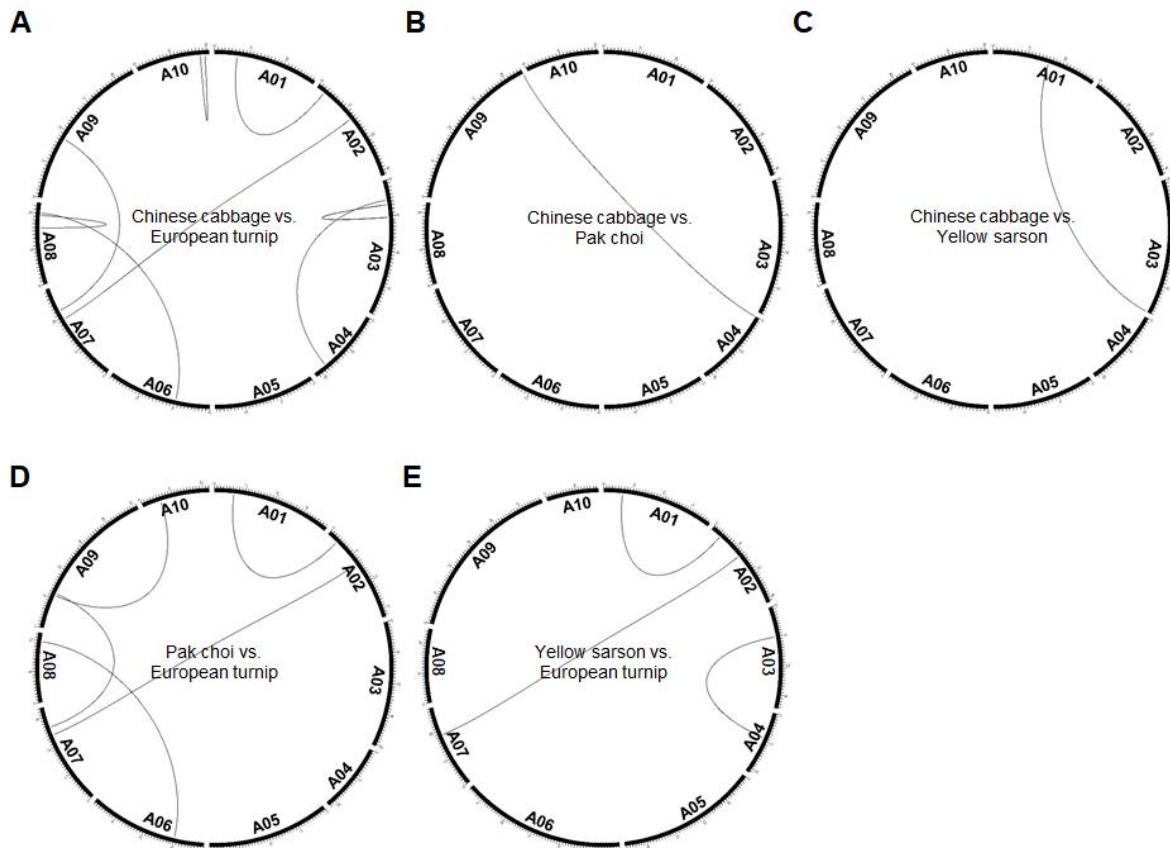 A
B
C
A10
A01
A09
A02
Chinese cabbage vs.
European turnip
A08
A03
A07
A04
A06
A05
A10
A01
A09
A02
Chinese cabbage vs.
Pak choi
A08
A03
A07
A04
A06
A05
A10
A01
A09
A02
Chinese cabbage vs.
Yellow sarson
A08
A03
A07
A04
A06
A05
D
E
A10
A01
A09
A02
Pak choi vs.
European turnip
A08
A03
A07
A04
A06
A05
A10
A01
A09
A02
Yellow sarson vs.
European turnip
A08
A03
A07
A04
A06
A05